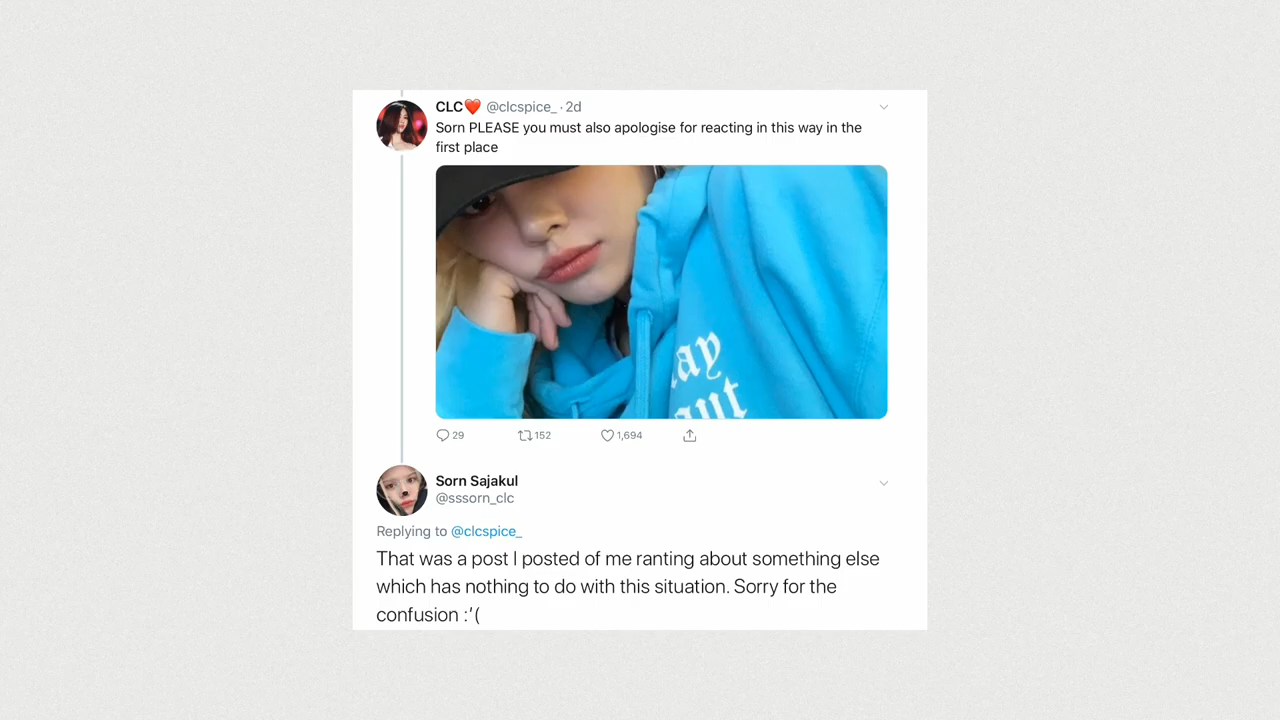 CLC❤️ @clcspice_ · 2d
Sorn PLEASE you must also apologise for reacting in this way in the
first place
ay
aut
29 152 1,694
Sorn Sajakul
@sssorn_clc
Replying to @clcspice_
That was a post I posted of me ranting about something else
which has nothing to do with this situation. Sorry for the
confusion :’(